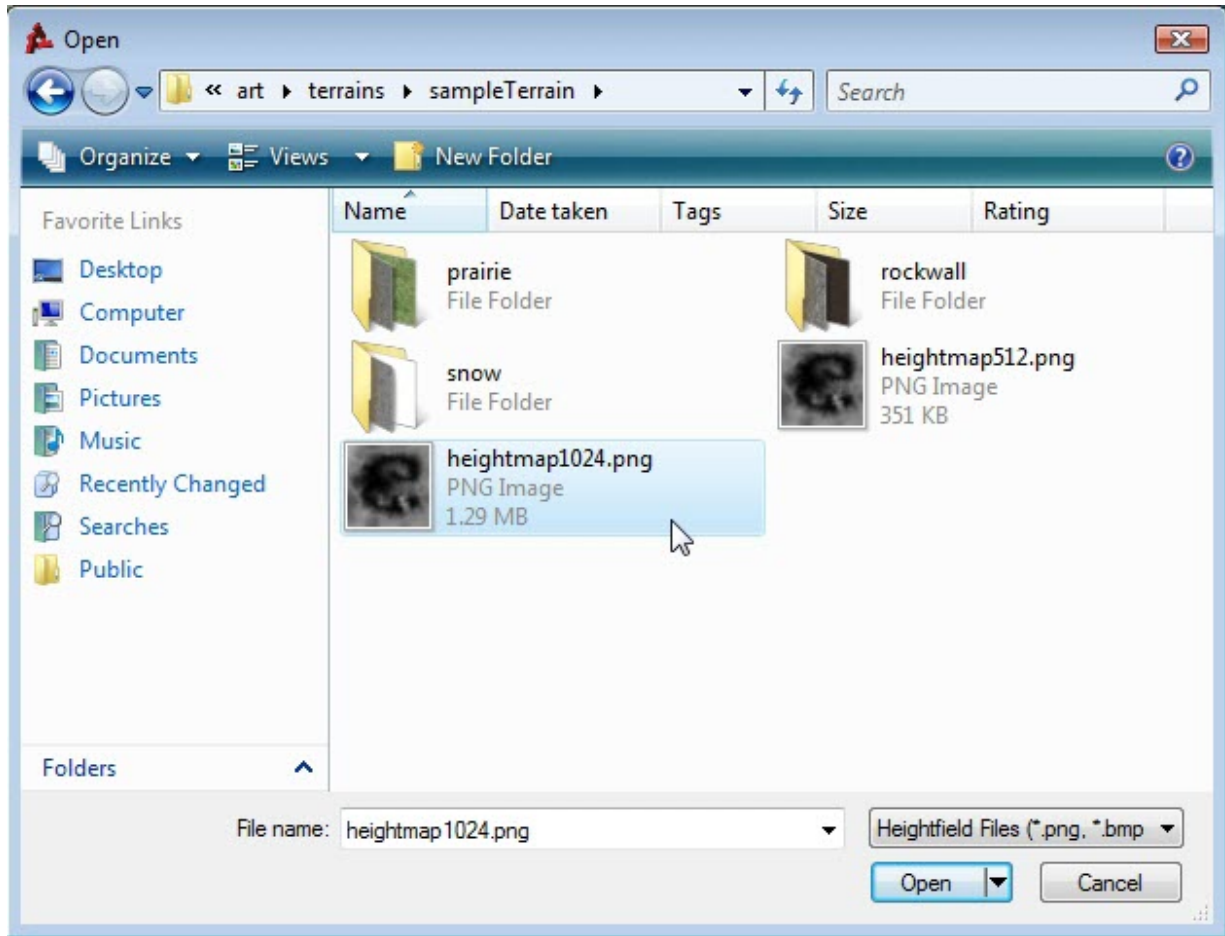 Open
« art ▸ terrains ▸ sampleTerrain ▸
Search
Organize
Views
New Folder
Favorite Links
Desktop
Computer
Documents
Pictures
Music
Recently Changed
Searches
Public
Folders
Name Date taken Tags Size Rating
prairie
File Folder
rockwall
File Folder
snow
File Folder
heightmap512.png
PNG Image
351 KB
heightmap1024.png
PNG Image
1.29 MB
File name: heightmap1024.png
Heightfield Files (*.png, *.bmp
Open
Cancel